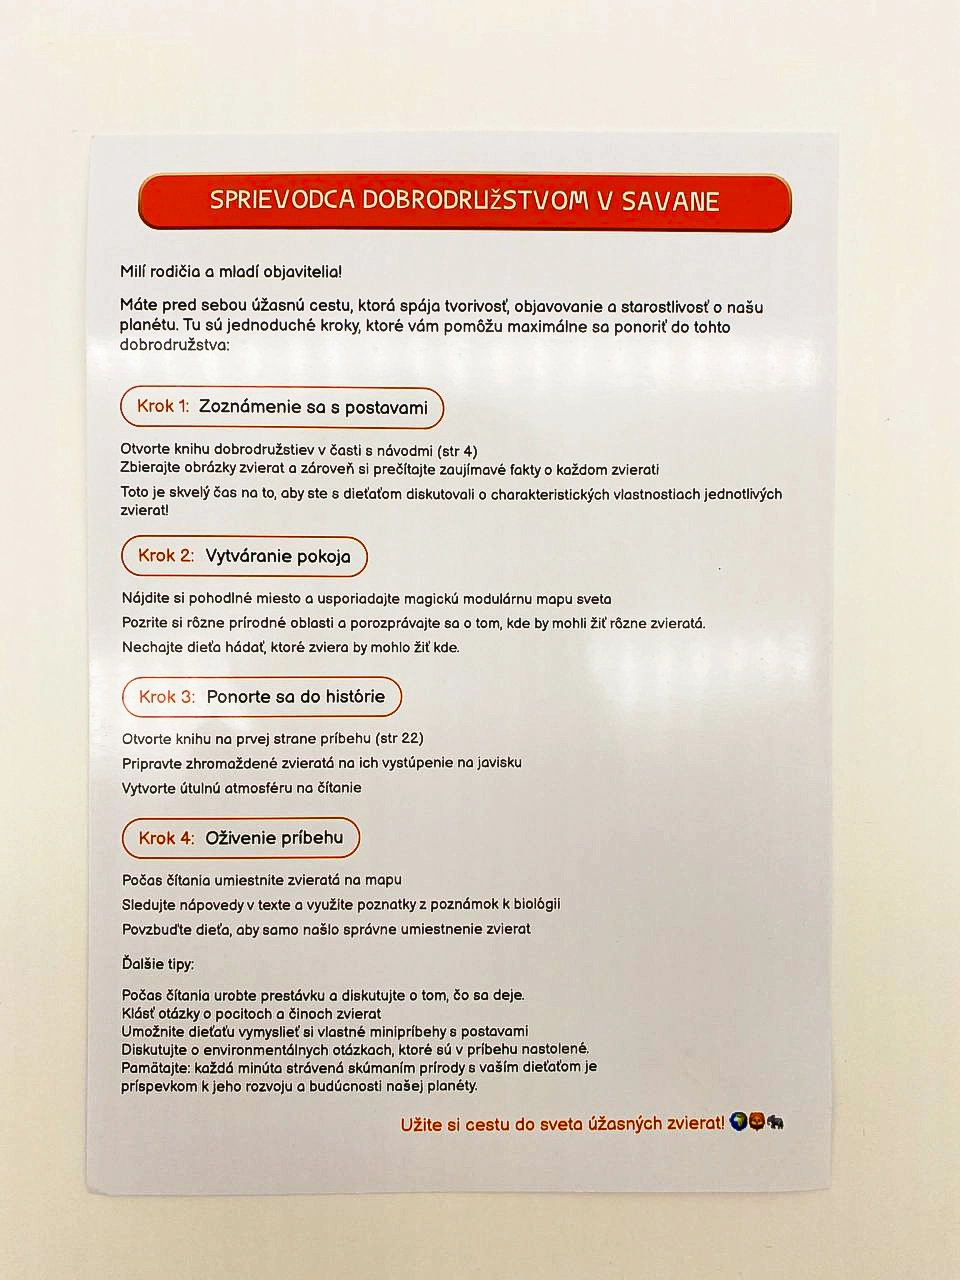 SPRIEVODCA DOBRODRUŽSTVOM V SAVANE
Milí rodičia a mladí objavitelia!
Máte pred sebou úžasnú cestu, ktorá spája tvorivosť, objavovanie a starostlivosť o našu
planétu. Tu sú jednoduché kroky, ktoré vám pomôžu maximálne sa ponoriť do tohto
dobrodružstva:
Krok 1: Zoznámenie sa s postavami
Otvorte knihu dobrodružstiev v časti s návodmi (str 4)
Zbierajte obrázky zvierat a zároveň si prečítajte zaujímavé fakty o každom zvierati
Toto je skvelý čas na to, aby ste s dieťaťom diskutovali o charakteristických vlastnostiach jednotlivých
zvierat!
Krok 2: Vytváranie pokoja
Nájdite si pohodlné miesto a usporiadajte magickú modulárnu mapu sveta
Pozrite si rôzne prírodné oblasti a porozprávajte sa o tom, kde by mohli žiť rôzne zvieratá.
Nechajte dieťa hádať, ktoré zviera by mohlo žiť kde.
Krok 3: Ponorte sa do histórie
Otvorte knihu na prvej strane príbehu (str 22)
Pripravte zhromaždené zvieratá na ich vystúpenie na javisku
Vytvorte útulnú atmosféru na čítanie
Krok 4: Oživenie príbehu
Počas čítania umiestnite zvieratá na mapu
Sledujte nápovedy v texte a využite poznatky z poznámok k biológii
Povzbuďte dieťa, aby samo našlo správne umiestnenie zvierat
Ďalšie tipy:
Počas čítania urobte prestávku a diskutujte o tom, čo sa deje.
Klásť otázky o pocitoch a činoch zvierat
Umožnite dieťaťu vymyslieť si vlastné minipríbehy s postavami
Diskutujte o environmentálnych otázkach, ktoré sú v príbehu nastolené.
Pamätajte: každá minúta strávená skúmaním prírody s vaším dieťaťom je
príspevkom k jeho rozvoju a budúcnosti našej planéty.
Užite si cestu do sveta úžasných zvierat!